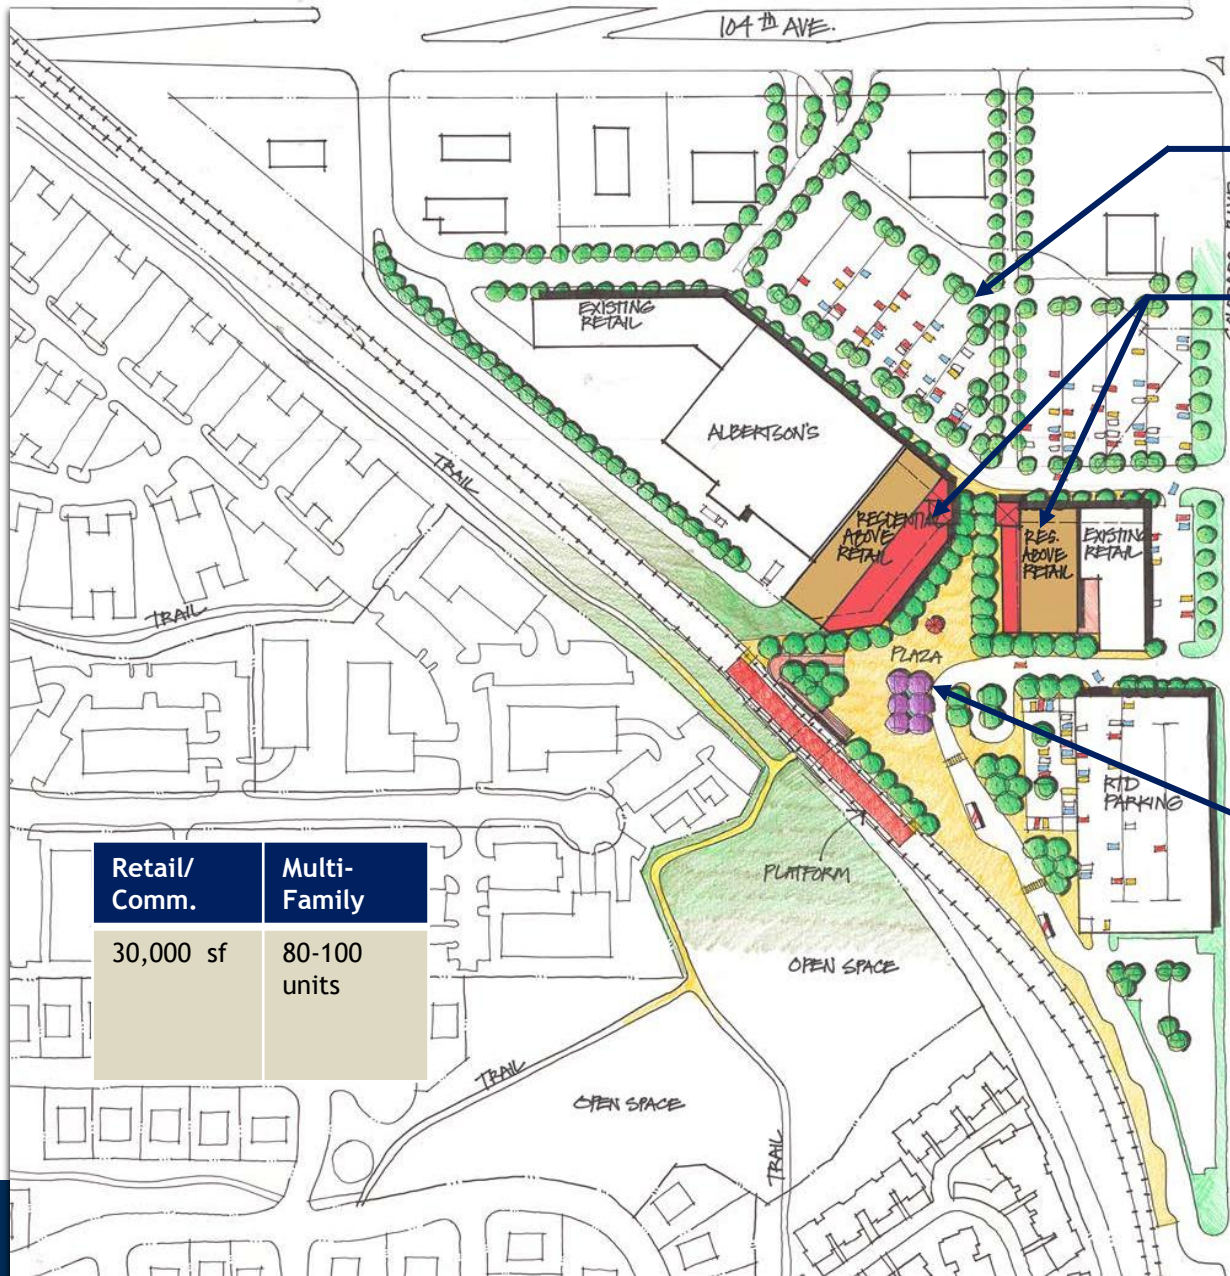 104th AVE.
EXISTING
RETAIL
ALBERTSON'S
TRAIL
RESIDENTIAL
ABOVE
RETAIL
RES.
ABOVE
RETAIL
EXISTING
RETAIL
TRAIL
PLAZA
RTD
PARKING
PLATFORM
Retail/
Comm.
Multi-
Family
30,000 sf
80-100
units
OPEN SPACE
TRAIL
OPEN SPACE
TRAIL